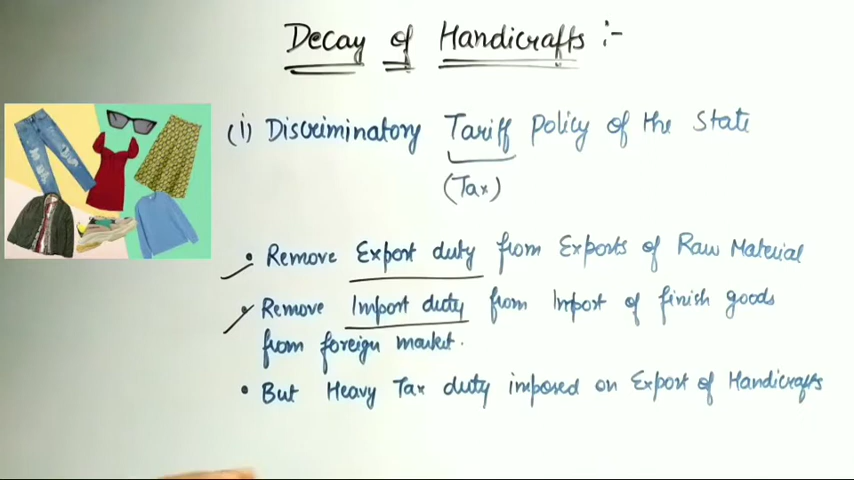 Decay of Handicrafts :-
(i) Discriminatory Tariff Policy of the State
(Tax)
• Remove Export duty from Exports of Raw Material
• Remove Import duty from Import of finish goods
from foreign market.
• But Heavy Tax duty imposed on Export of Handicrafts